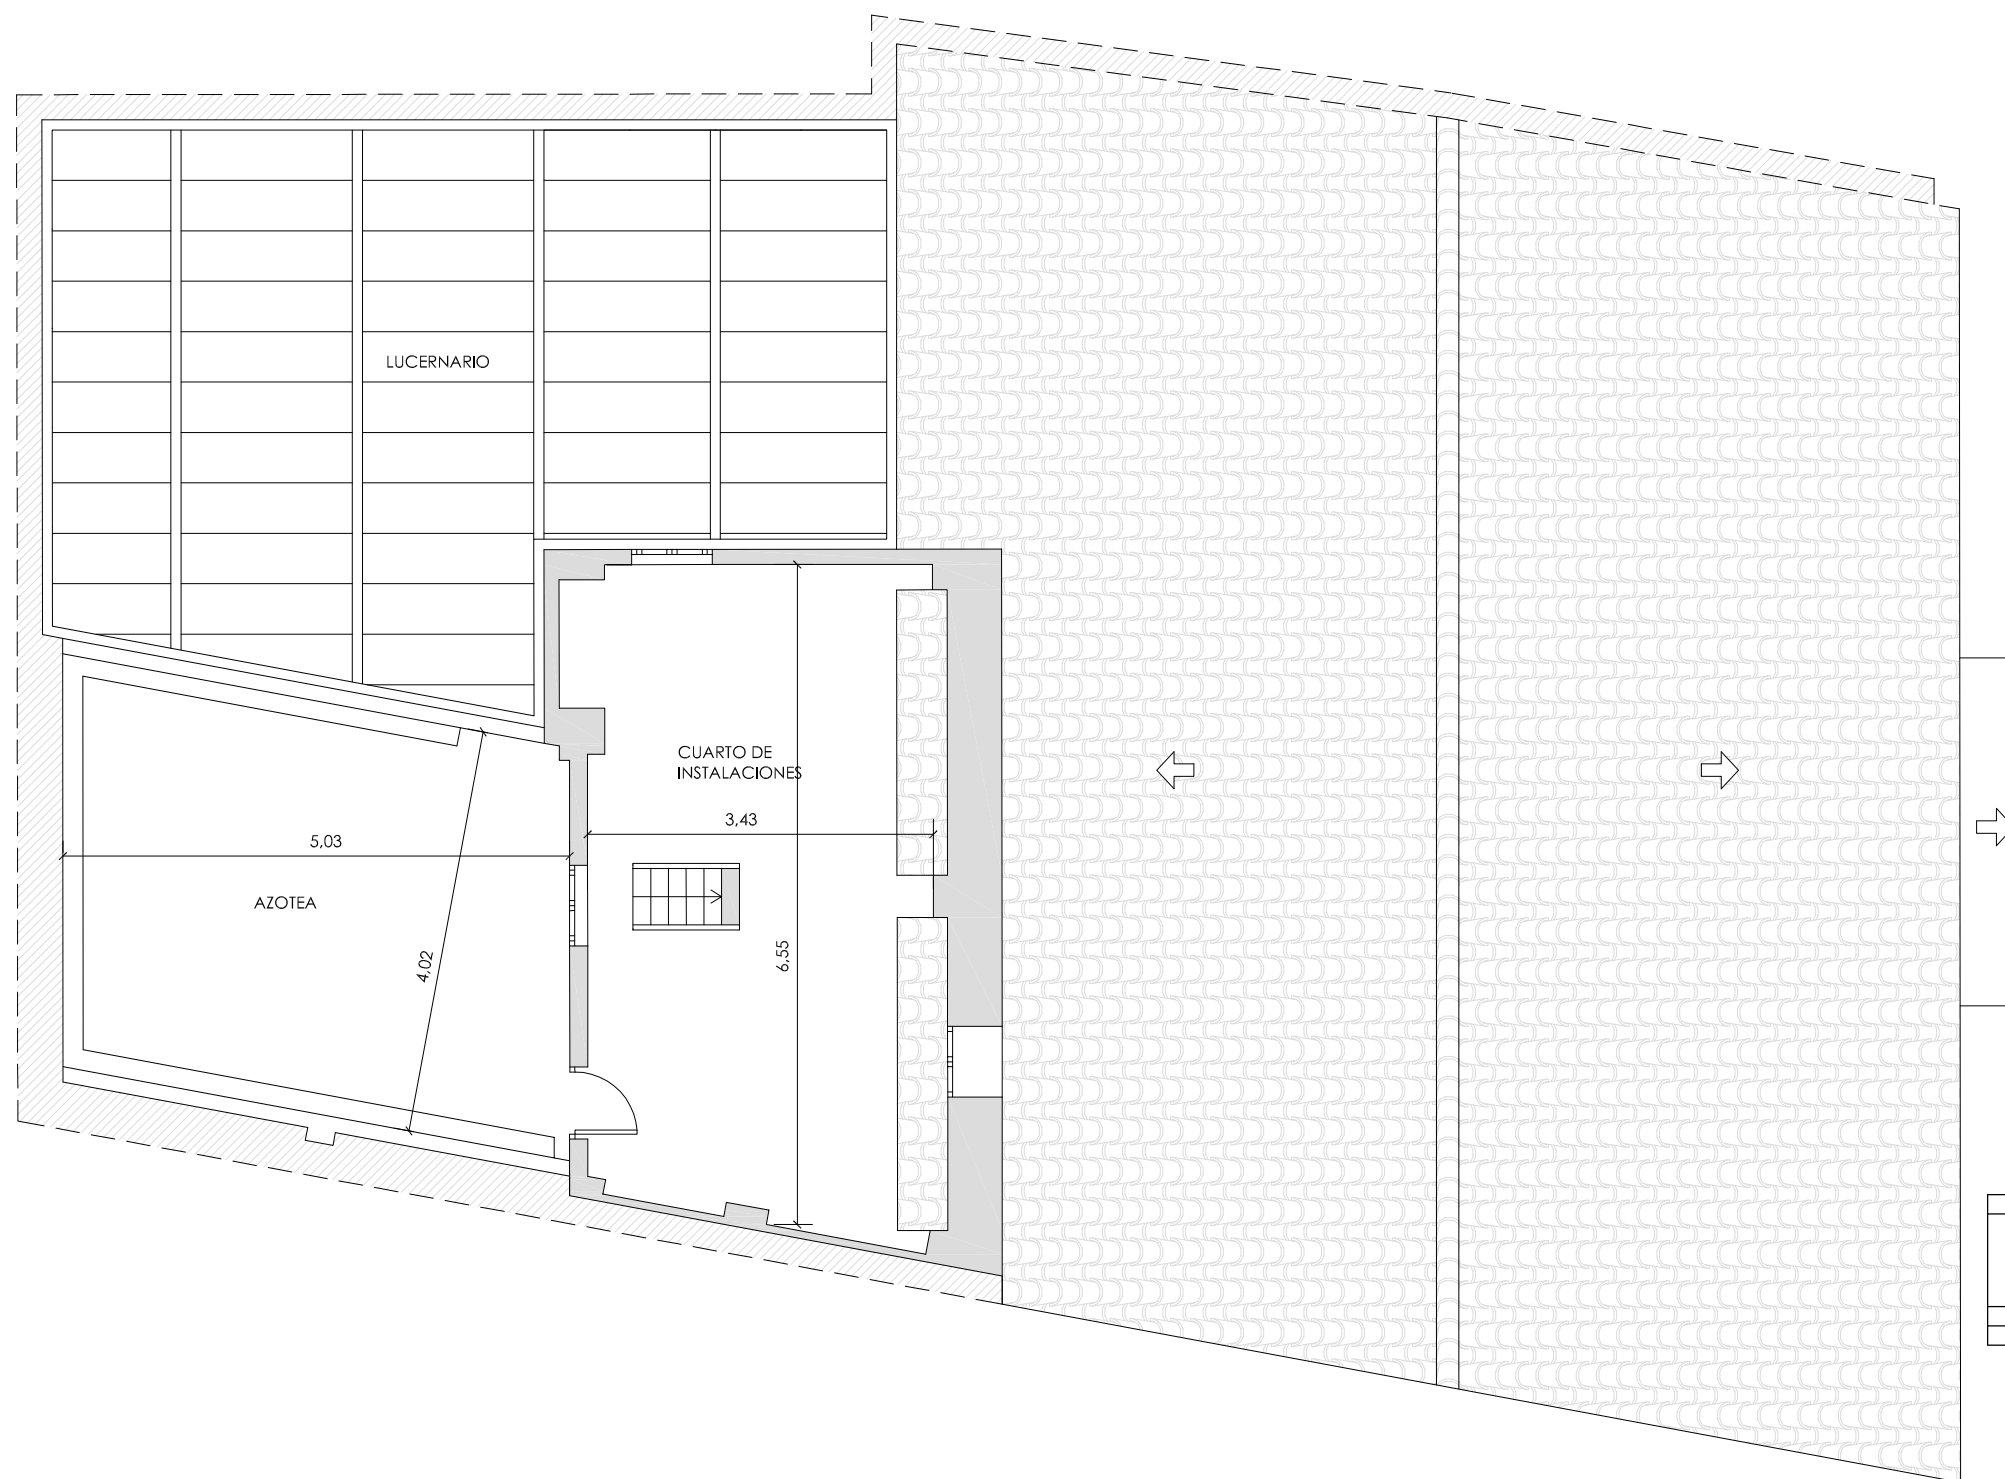 LUCERNARIO
CUARTO DE
INSTALACIONES
3,43
5,03
AZOTEA
6,55
4,02